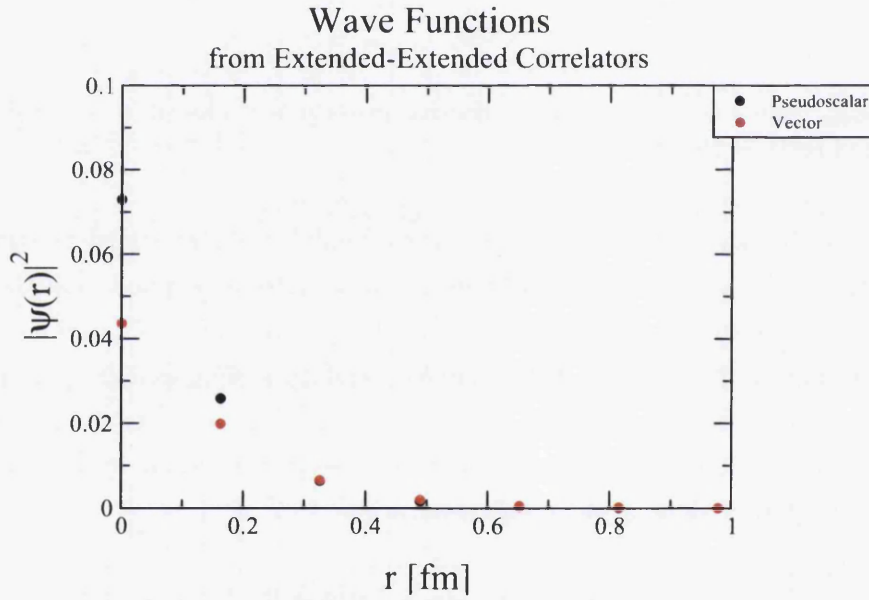 Wave Functions
from Extended-Extended Correlators
Pseudoscalar
Vector
|ψ(r)|²
0.1
0.08
0.06
0.04
0.02
0
0 0.2 0.4 0.6 0.8 1
r [fm]